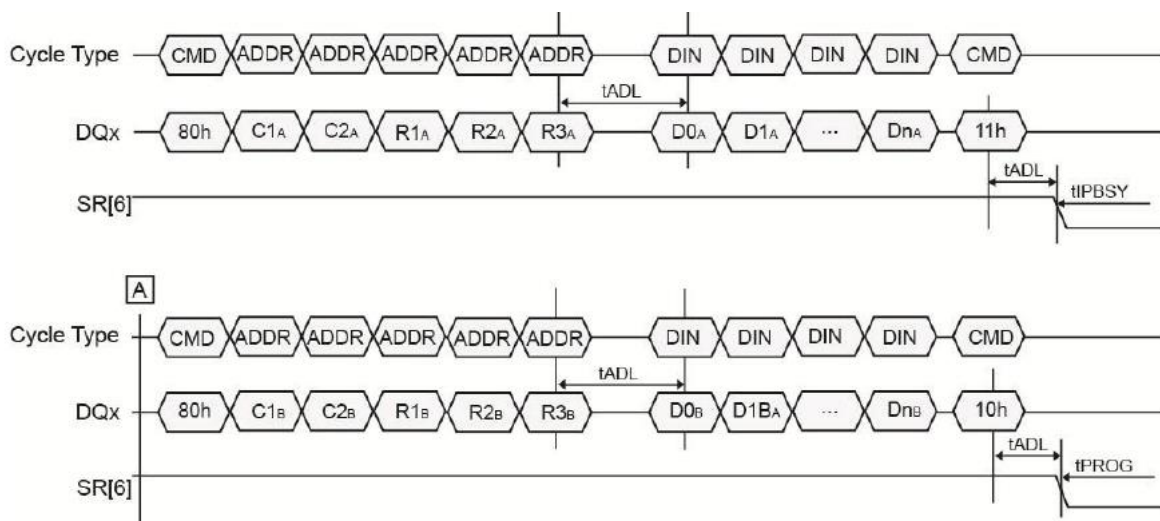 Cycle Type CMD ADDR ADDR ADDR ADDR ADDR DIN DIN DIN DIN CMD
tADL
DQx 80h C1A C2A R1A R2A R3A D0A D1A ... DnA 11h
tADL
tIPBSY
SR[6]
A
Cycle Type CMD ADDR ADDR ADDR ADDR ADDR DIN DIN DIN DIN CMD
tADL
DQx 80h C1B C2B R1B R2B R3B D0B D1BA ... DnB 10h
tADL
tPROG
SR[6]